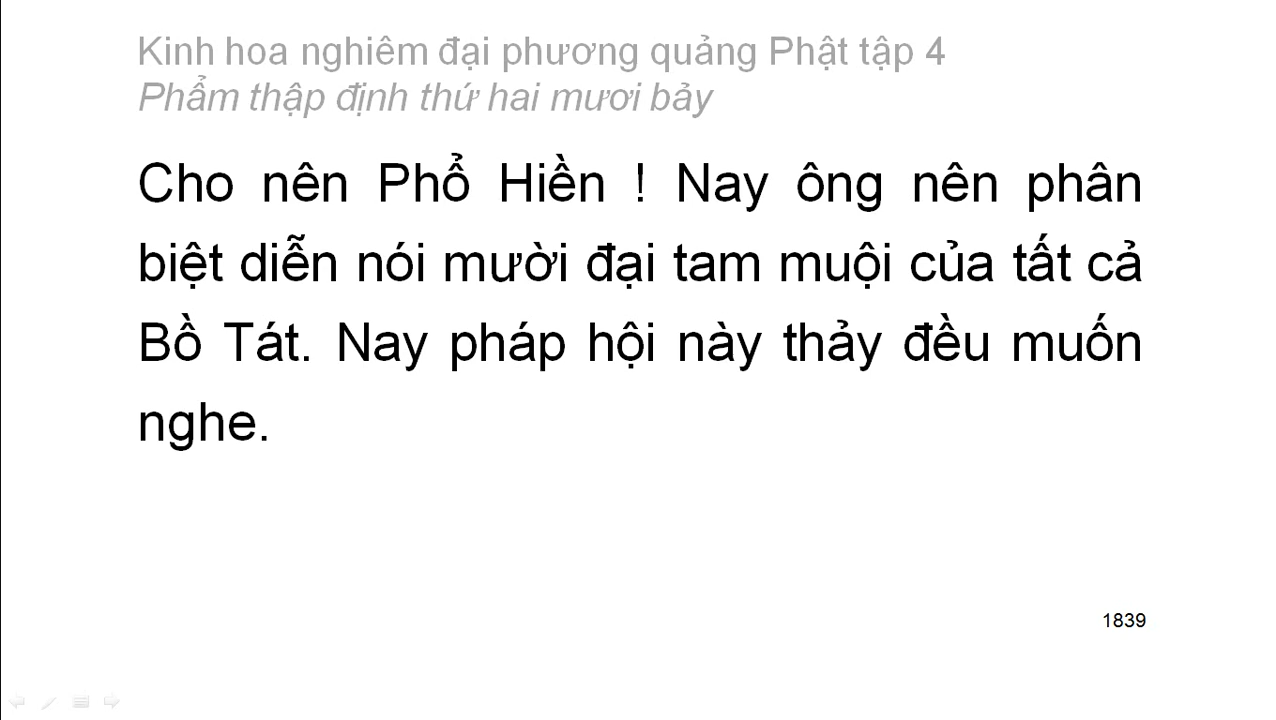 Kinh hoa nghiêm đại phương quảng Phật tập 4
Phẩm thập định thứ hai mươi bảy
Cho nên Phổ Hiền ! Nay ông nên phân
biệt diễn nói mười đại tam muội của tất cả
Bồ Tát. Nay pháp hội này thảy đều muốn
nghe.
1839